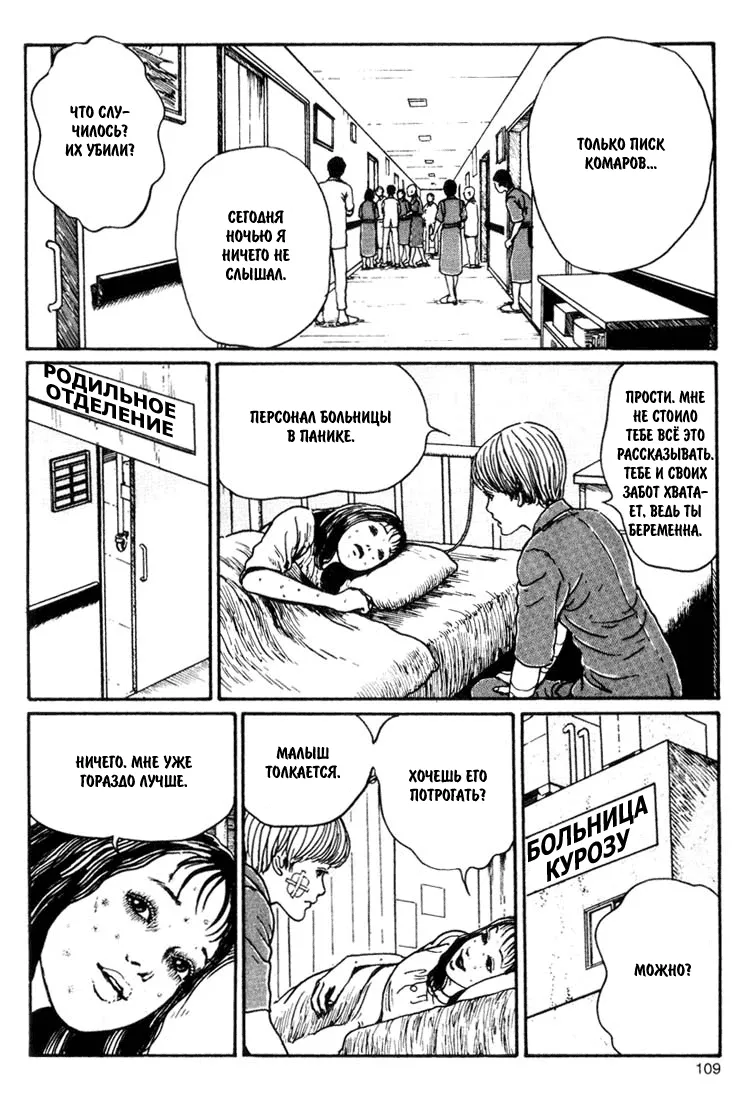 ЧТО СЛУ-
ЧИЛОСЬ?
ИХ УБИЛИ?
СЕГОДНЯ
НОЧЬЮ Я
НИЧЕГО НЕ
СЛЫШАЛ.
ТОЛЬКО ПИСК
КОМАРОВ...
РОДИЛЬНОЕ
ОТДЕЛЕНИЕ
ПЕРСОНАЛ БОЛЬНИЦЫ
В ПАНИКЕ.
ПРОСТИ. МНЕ
НЕ СТОИЛО
ТЕБЕ ВСЁ ЭТО
РАССКАЗЫВАТЬ.
ТЕБЕ И СВОИХ
ЗАБОТ ХВАТА-
ЕТ, ВЕДЬ ТЫ
БЕРЕМЕННА.
НИЧЕГО. МНЕ УЖЕ
ГОРАЗДО ЛУЧШЕ.
МАЛЫШ
ТОЛКАЕТСЯ.
ХОЧЕШЬ ЕГО
ПОТРОГАТЬ?
БОЛЬНИЦА
КУРОЗУ
МОЖНО?
109